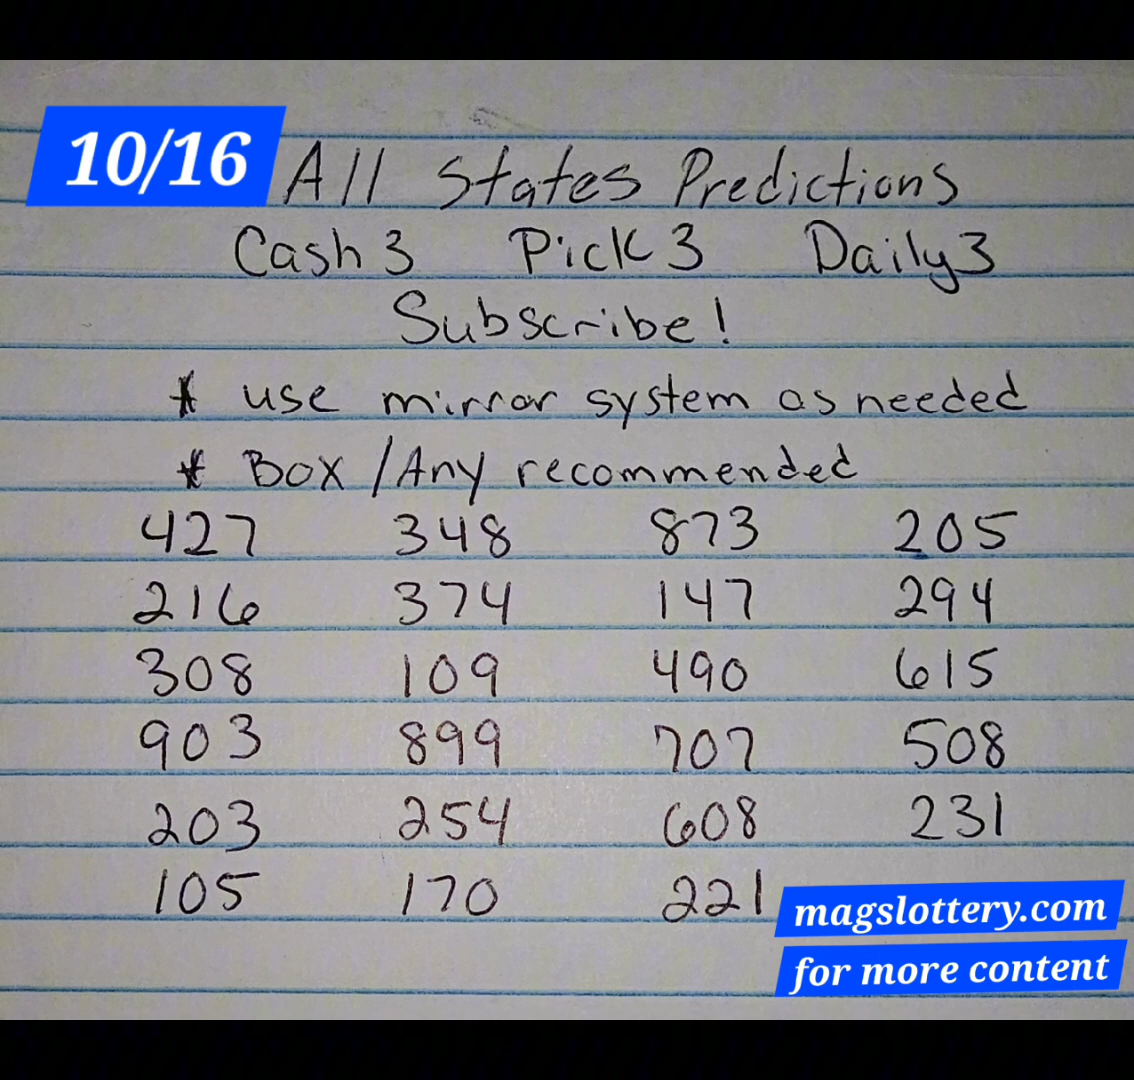 10/16 All States Predictions
Cash 3 Pick 3 Daily 3
Subscribe!
* use mirror system as needed
* Box / Any recommended
427 348 873 205
216 374 147 294
308 109 490 615
903 899 707 508
203 254 608 231
105 170 221
magslottery.com
for more content